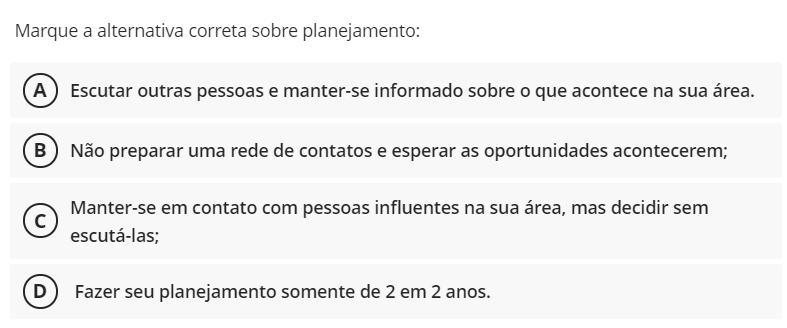 Marque a alternativa correta sobre planejamento:
A Escutar outras pessoas e manter-se informado sobre o que acontece na sua área.
B Não preparar uma rede de contatos e esperar as oportunidades acontecerem;
C Manter-se em contato com pessoas influentes na sua área, mas decidir sem
escutá-las;
D Fazer seu planejamento somente de 2 em 2 anos.